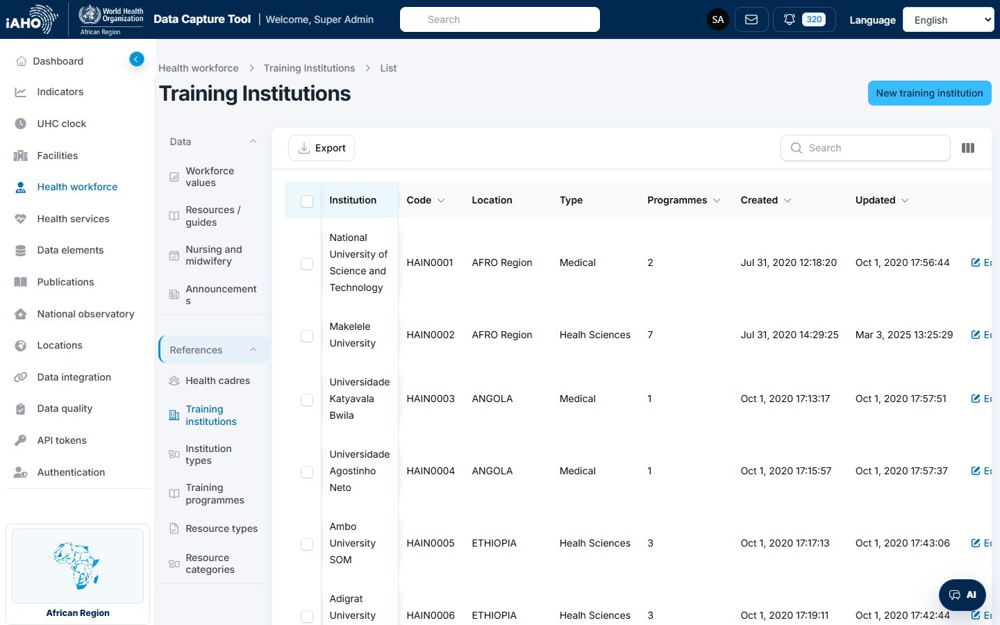 iAHO
World Health
Organization
African Region
Data Capture Tool
Welcome, Super Admin
Search
SA
320
Language
English
Dashboard
Indicators
UHC clock
Facilities
Health workforce
Health services
Data elements
Publications
National observatory
Locations
Data integration
Data quality
API tokens
Authentication
African Region
Health workforce
Training Institutions
List
Training Institutions
New training institution
Data
Workforce
values
Resources /
guides
Nursing and
midwifery
Announcement
s
References
Health cadres
Training
institutions
Institution
types
Training
programmes
Resource types
Resource
categories
Export
Search
Institution Code Location Type Programmes Created Updated
National
University of
Science and
Technology
HAIN0001 AFRO Region Medical 2 Jul 31, 2020 12:18:20 Oct 1, 2020 17:56:44
Makelele
University
HAIN0002 AFRO Region Healh Sciences 7 Jul 31, 2020 14:29:25 Mar 3, 2025 13:25:29
Universidade
Katyavala
Bwila
HAIN0003 ANGOLA Medical 1 Oct 1, 2020 17:13:17 Oct 1, 2020 17:57:51
Universidade
Agostinho
Neto
HAIN0004 ANGOLA Medical 1 Oct 1, 2020 17:15:57 Oct 1, 2020 17:57:37
Ambo
University
SOM
HAIN0005 ETHIOPIA Healh Sciences 3 Oct 1, 2020 17:17:13 Oct 1, 2020 17:43:06
Adigrat
University
HAIN0006 ETHIOPIA Healh Sciences 3 Oct 1, 2020 17:19:11 Oct 1, 2020 17:42:44
AI